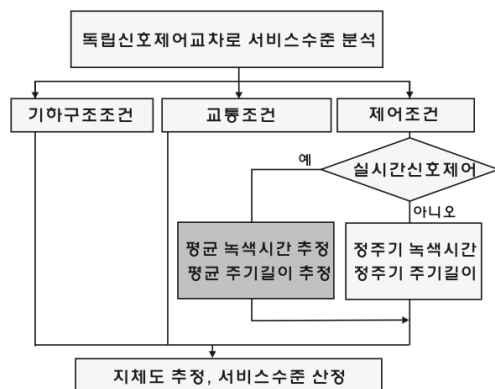 독립신호제어교차로 서비스수준 분석
기하구조조건
교통조건
제어조건
예
실시간신호제어
아니오
평균 녹색시간 추정
평균 주기길이 추정
정주기 녹색시간
정주기 주기길이
지체도 추정, 서비스수준 산정